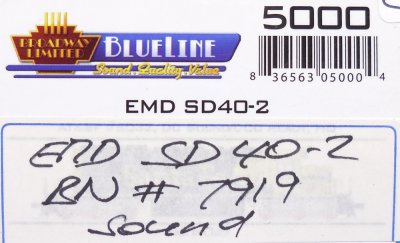 BROADWAY
LIMITED
BLUELINE
Sound. Quality. Value
5000
8 36563 05000 4
EMD SD40-2
EMD SD40-2
BN # 7919
sound